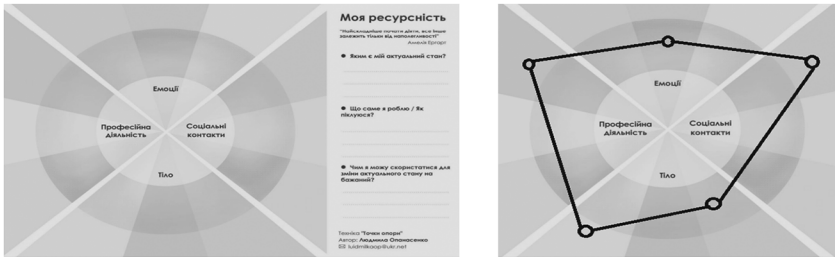 Емоції
Професійна
діяльність
Соціальні
контакти
Тіло
Моя ресурсність
"Найскладніше почати діяти, все інше
залежить тільки від наполегливості"
Амелія Ерхарт
Яким є мій актуальний стан?
Що саме я роблю / Як
піклуюся?
Чим я можу скористатися для
зміни актуального стану на
бажаний?
Техніка "Точки опори"
Автор: Людмила Опанасенко
luidmilkoop@ukr.net
Емоції
Професійна
діяльність
Соціальні
контакти
Тіло